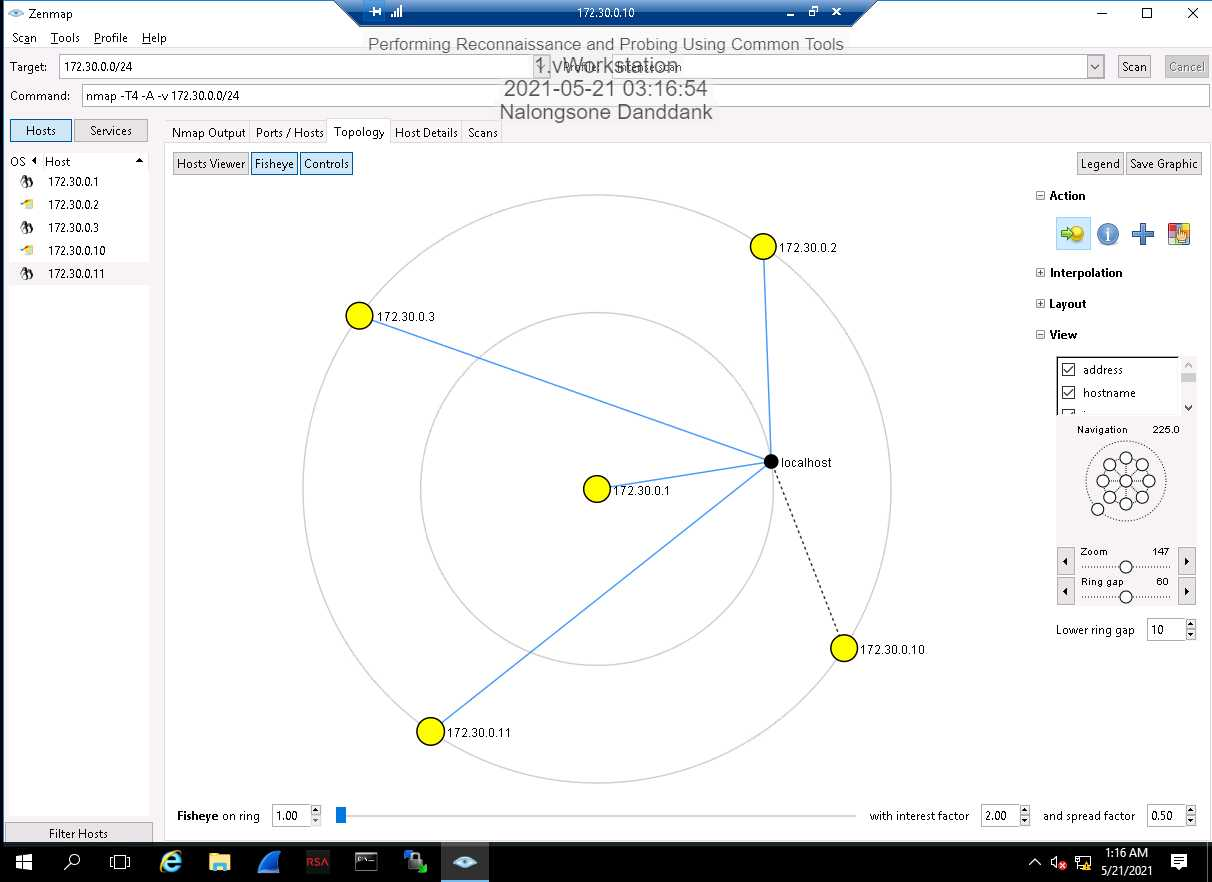 Zenmap
172.30.0.10
Scan Tools Profile Help
Performing Reconnaissance and Probing Using Common Tools
Target: 172.30.0.0/24
Profile: Intense scan
Scan Cancel
1.vWorkstation
2021-05-21 03:16:54
Nalongsone Danddank
Command: nmap -T4 -A -v 172.30.0.0/24
Hosts Services
Nmap Output Ports / Hosts Topology Host Details Scans
OS Host
172.30.0.1
172.30.0.2
172.30.0.3
172.30.0.10
172.30.0.11
Hosts Viewer Fisheye Controls
Legend Save Graphic
172.30.0.2
172.30.0.3
localhost
172.30.0.1
172.30.0.10
172.30.0.11
Action
Interpolation
Layout
View
address
hostname
Navigation 225.0
Zoom 147
Ring gap 60
Lower ring gap 10
Fisheye on ring 1.00 with interest factor 2.00 and spread factor 0.50
Filter Hosts
RSA
1:16 AM
5/21/2021